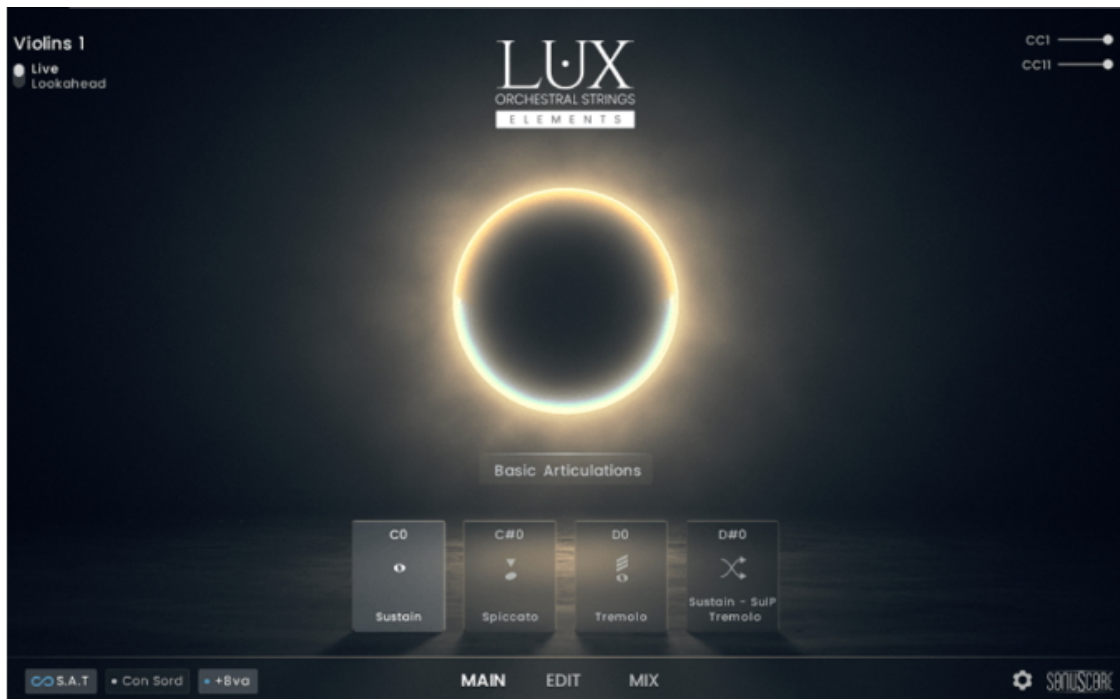 Violins 1
Live
Lookahead
LUX
ORCHESTRAL STRINGS
ELEMENTS
CC1
CC11
Basic Articulations
C0
Sustain
C#0
Spiccato
D0
Tremolo
D#0
Sustain - SulP
Tremolo
S.A.T
Con Sord
+8va
MAIN
EDIT
MIX
SONUSCORE